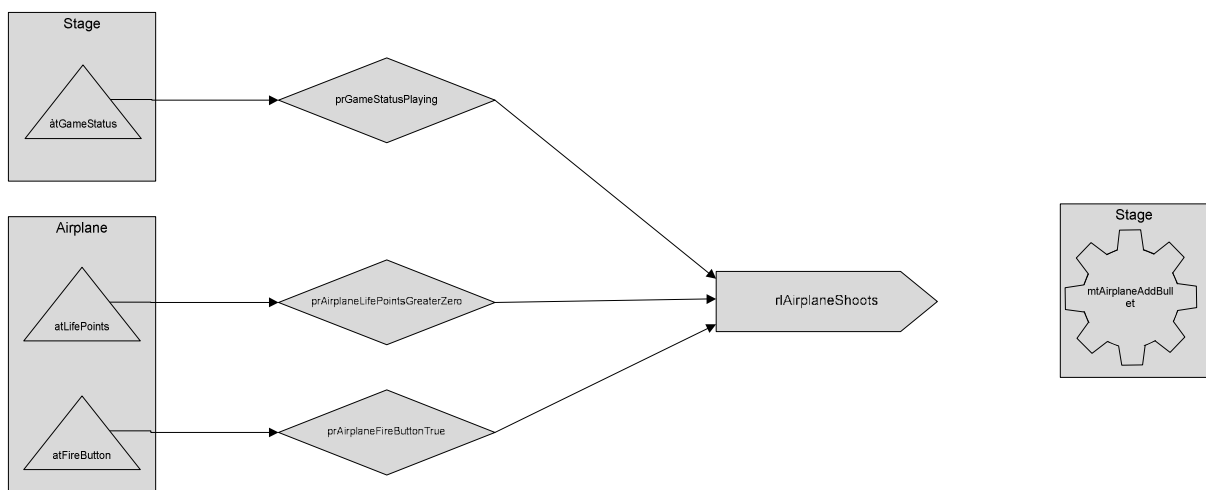 Stage
àtGameStatus
prGameStatusPlaying
Airplane
atLifePoints
prAirplaneLifePointsGreaterZero
atFireButton
prAirplaneFireButtonTrue
rlAirplaneShoots
Stage
mtAirplaneAddBull
et